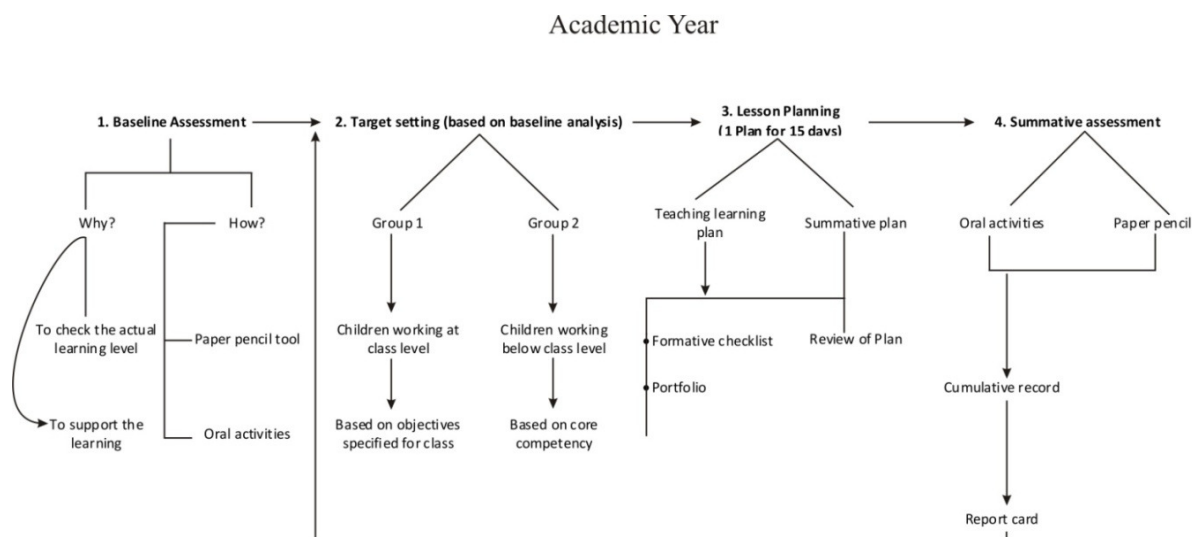 Academic Year
1. Baseline Assessment
2. Target setting (based on baseline analysis)
3. Lesson Planning
(1 Plan for 15 days)
4. Summative assessment
Why?
How?
Group 1
Group 2
Teaching learning
plan
Summative plan
Oral activities
Paper pencil
To check the actual
learning level
Paper pencil tool
Children working at
class level
Children working
below class level
Formative checklist
Review of Plan
Portfolio
Cumulative record
To support the
learning
Oral activities
Based on objectives
specified for class
Based on core
competency
Report card